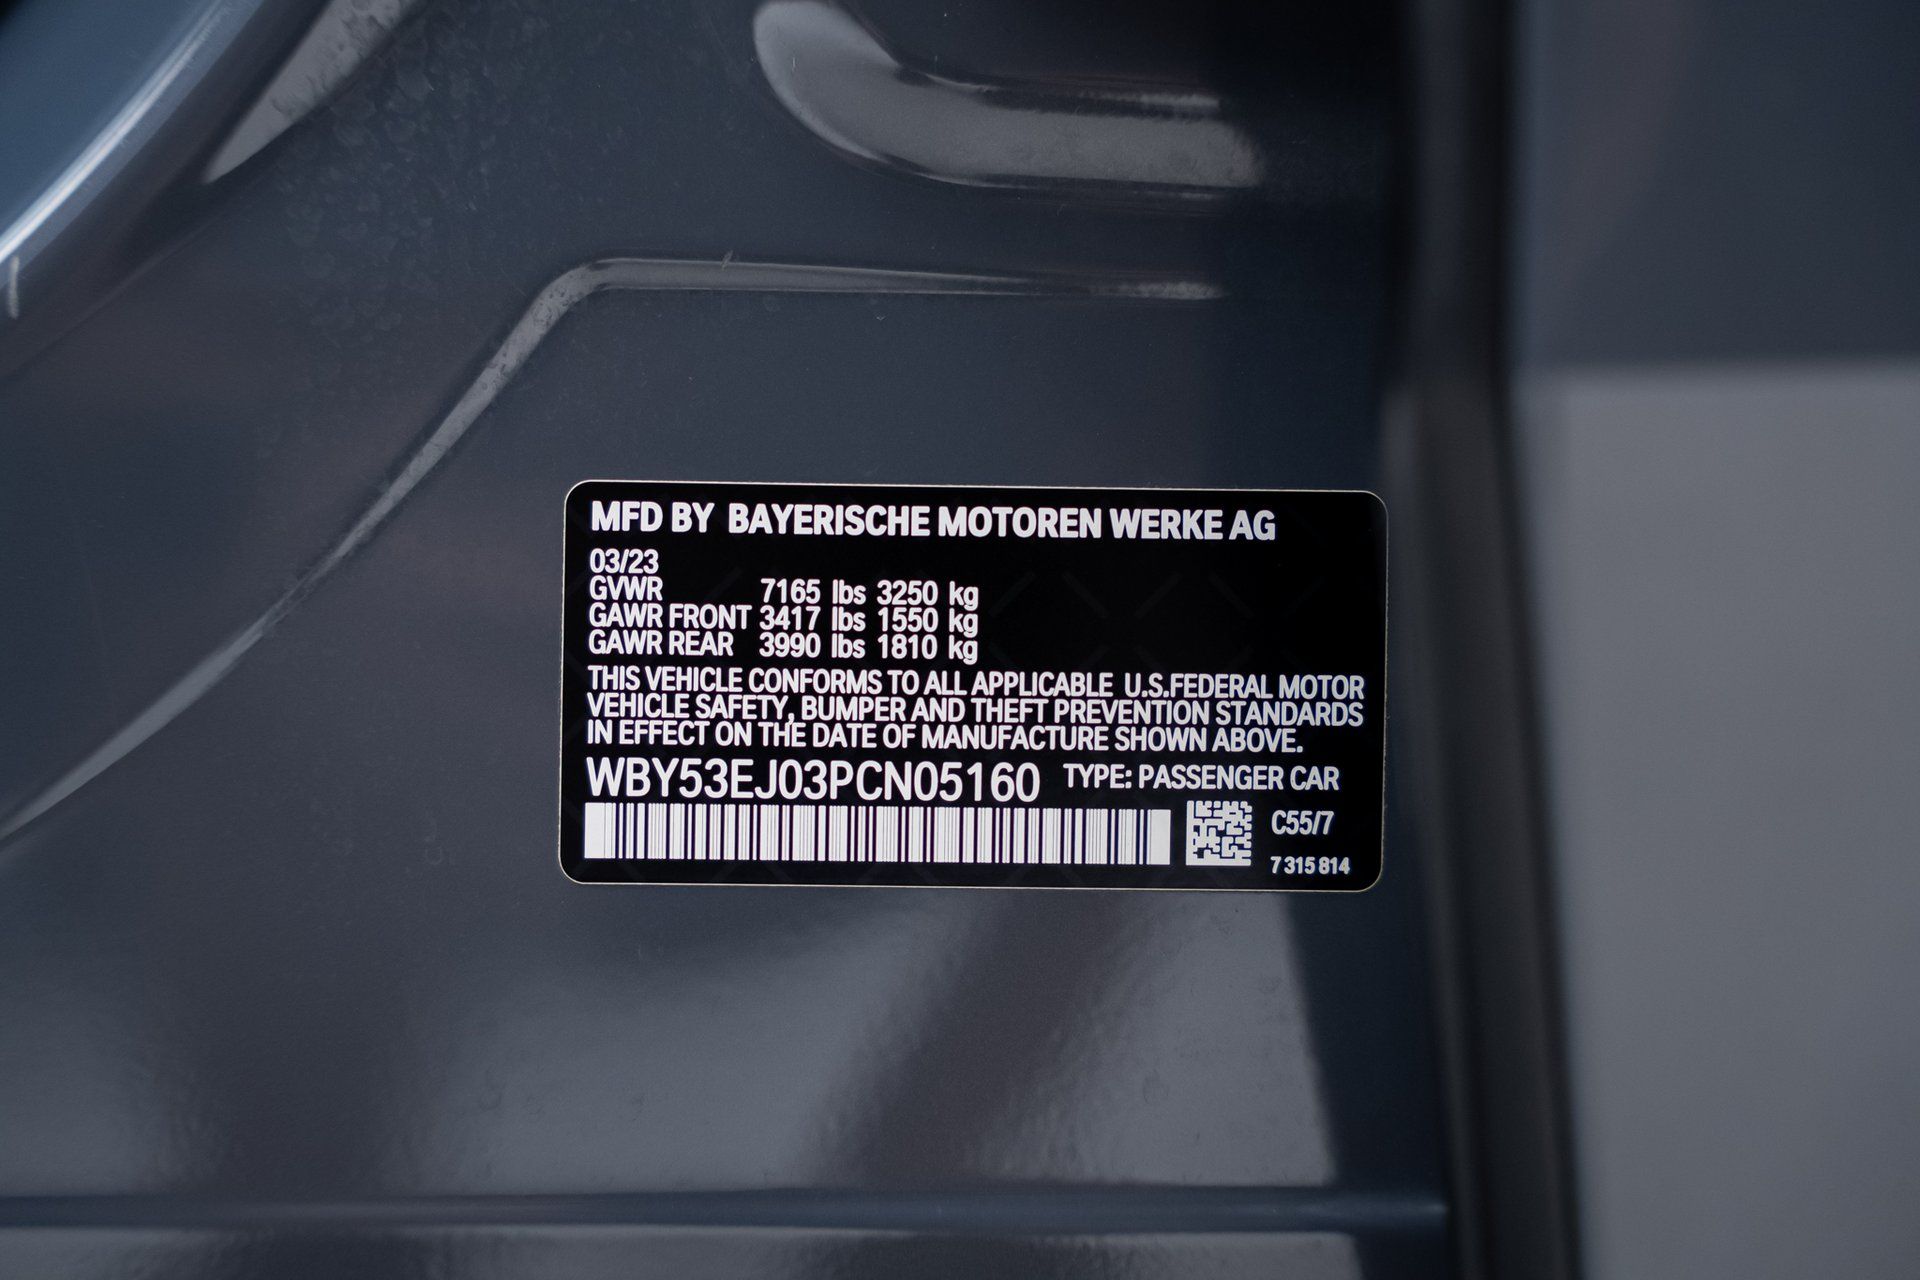 MFD BY BAYERISCHE MOTOREN WERKE AG
03/23
GVWR 7165 lbs 3250 kg
GAWR FRONT 3417 lbs 1550 kg
GAWR REAR 3990 lbs 1810 kg
THIS VEHICLE CONFORMS TO ALL APPLICABLE U.S.FEDERAL MOTOR
VEHICLE SAFETY, BUMPER AND THEFT PREVENTION STANDARDS
IN EFFECT ON THE DATE OF MANUFACTURE SHOWN ABOVE.
WBY53EJ03PCN05160 TYPE: PASSENGER CAR
C55/7
7 315 814